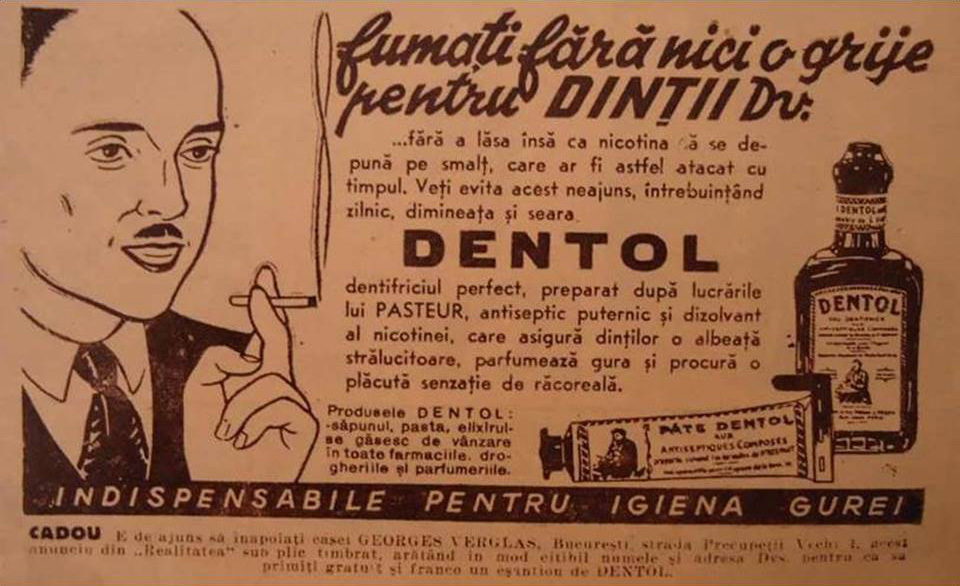 fumați fără nici o grije
pentru DINȚII Dv.
...fără a lăsa însă ca nicotina să se de-
pună pe smalț, care ar fi astfel atacat cu
timpul. Veți evita acest neajuns, întrebuințând
zilnic, dimineața și seara
DENTOL
dentifriciul perfect, preparat după lucrările
lui PASTEUR, antiseptic puternic și dizolvant
al nicotinei, care asigură dinților o albeață
strălucitoare, parfumează gura și procură o
plăcută senzație de răcoreală.
Produsele DENTOL:
-săpunul, pasta, elixirul-
se găsesc de vânzare
în toate farmaciile, dro-
gheriile și parfumeriile.
DENTOL
DENTOL
PÂTE DENTOL
AUX
ANTISEPTIQUES COMPOSÉS
INDISPENSABILE PENTRU IGIENA GUREI
CADOU E de ajuns să înapoiați casei GEORGES VERGLAS, București, strada Precupeții Vechi 1, acest
anunciu din „Realitatea" sub plic timbrat, arătând in mod citibil numele și adresa Dvs. pentru ca să
primiți gratuit și franco un eșantion de DENTOL.